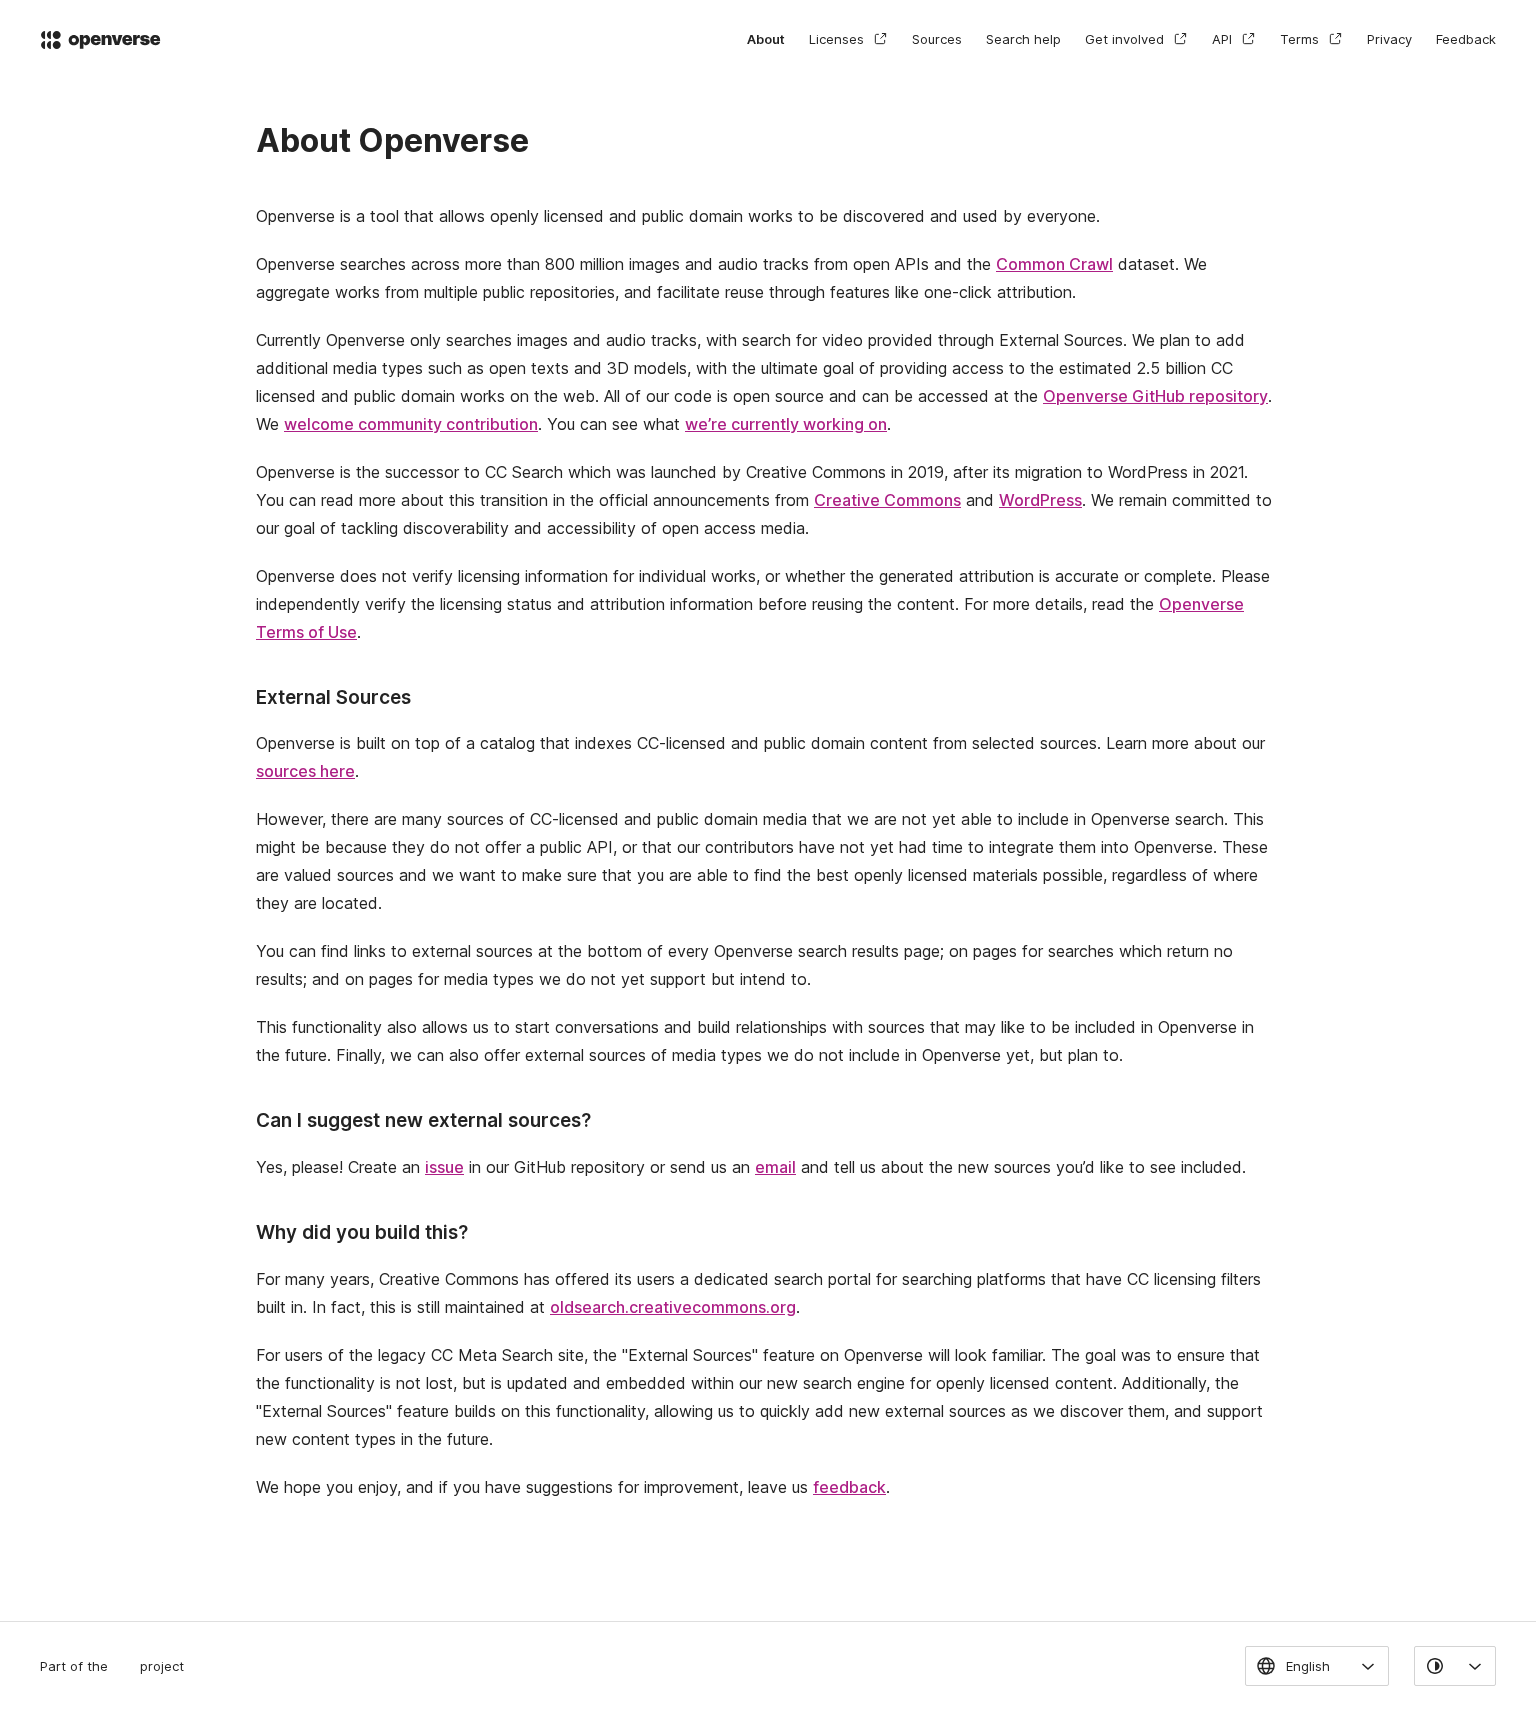 openverse
About Licenses Sources Search help Get involved API Terms Privacy Feedback
About Openverse
Openverse is a tool that allows openly licensed and public domain works to be discovered and used by everyone.
Openverse searches across more than 800 million images and audio tracks from open APIs and the Common Crawl dataset. We
aggregate works from multiple public repositories, and facilitate reuse through features like one-click attribution.
Currently Openverse only searches images and audio tracks, with search for video provided through External Sources. We plan to add
additional media types such as open texts and 3D models, with the ultimate goal of providing access to the estimated 2.5 billion CC
licensed and public domain works on the web. All of our code is open source and can be accessed at the Openverse GitHub repository.
We welcome community contribution. You can see what we’re currently working on.
Openverse is the successor to CC Search which was launched by Creative Commons in 2019, after its migration to WordPress in 2021.
You can read more about this transition in the official announcements from Creative Commons and WordPress. We remain committed to
our goal of tackling discoverability and accessibility of open access media.
Openverse does not verify licensing information for individual works, or whether the generated attribution is accurate or complete. Please
independently verify the licensing status and attribution information before reusing the content. For more details, read the Openverse
Terms of Use.
External Sources
Openverse is built on top of a catalog that indexes CC-licensed and public domain content from selected sources. Learn more about our
sources here.
However, there are many sources of CC-licensed and public domain media that we are not yet able to include in Openverse search. This
might be because they do not offer a public API, or that our contributors have not yet had time to integrate them into Openverse. These
are valued sources and we want to make sure that you are able to find the best openly licensed materials possible, regardless of where
they are located.
You can find links to external sources at the bottom of every Openverse search results page; on pages for searches which return no
results; and on pages for media types we do not yet support but intend to.
This functionality also allows us to start conversations and build relationships with sources that may like to be included in Openverse in
the future. Finally, we can also offer external sources of media types we do not include in Openverse yet, but plan to.
Can I suggest new external sources?
Yes, please! Create an issue in our GitHub repository or send us an email and tell us about the new sources you’d like to see included.
Why did you build this?
For many years, Creative Commons has offered its users a dedicated search portal for searching platforms that have CC licensing filters
built in. In fact, this is still maintained at oldsearch.creativecommons.org.
For users of the legacy CC Meta Search site, the "External Sources" feature on Openverse will look familiar. The goal was to ensure that
the functionality is not lost, but is updated and embedded within our new search engine for openly licensed content. Additionally, the
"External Sources" feature builds on this functionality, allowing us to quickly add new external sources as we discover them, and support
new content types in the future.
We hope you enjoy, and if you have suggestions for improvement, leave us feedback.
Part of the project
English